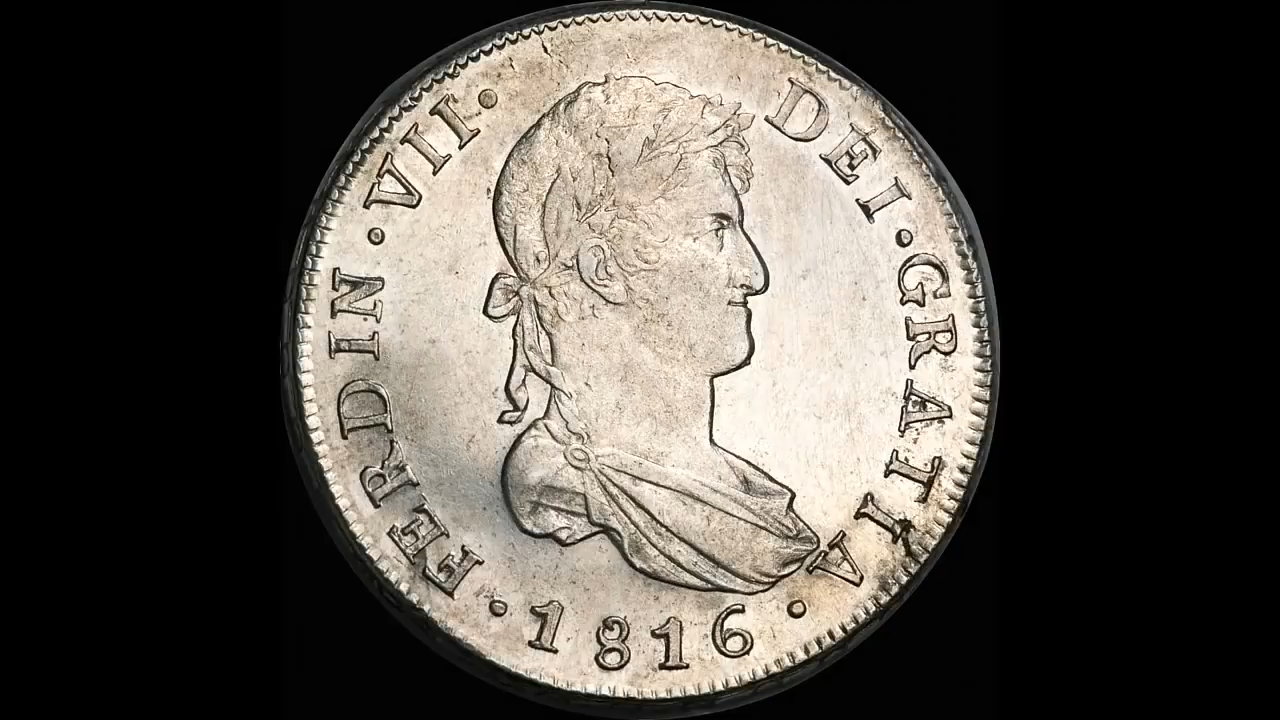 · FERDIN · VII · DEI · GRATIA ·
1816